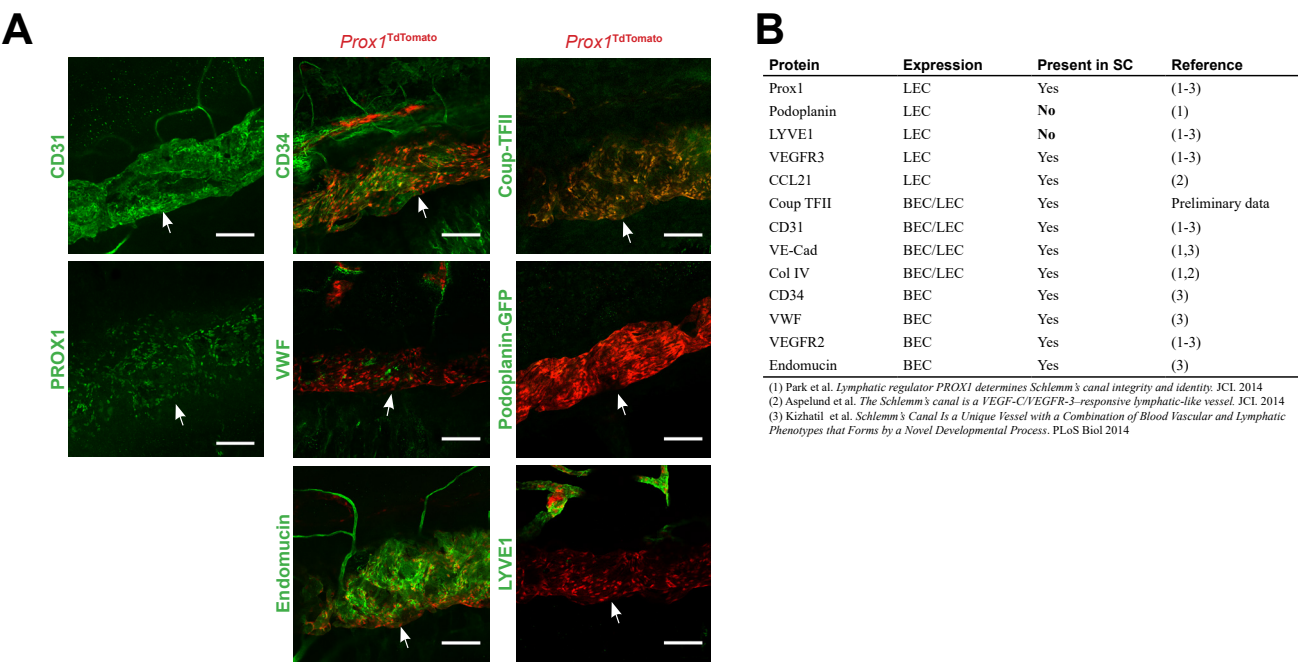 A
Prox1TdTomato
Prox1TdTomato
CD31
CD34
Coup-TFII
PROX1
VWF
Podoplanin-GFP
Endomucin
LYVE1
B
Protein Expression Present in SC Reference
Prox1 LEC Yes (1-3)
Podoplanin LEC No (1)
LYVE1 LEC No (1-3)
VEGFR3 LEC Yes (1-3)
CCL21 LEC Yes (2)
Coup TFII BEC/LEC Yes Preliminary data
CD31 BEC/LEC Yes (1-3)
VE-Cad BEC/LEC Yes (1,3)
Col IV BEC/LEC Yes (1,2)
CD34 BEC Yes (3)
VWF BEC Yes (3)
VEGFR2 BEC Yes (1-3)
Endomucin BEC Yes (3)
(1) Park et al. Lymphatic regulator PROX1 determines Schlemm's canal integrity and identity. JCI. 2014
(2) Aspelund et al. The Schlemm's canal is a VEGF-C/VEGFR-3–responsive lymphatic-like vessel. JCI. 2014
(3) Kizhatil et al. Schlemm's Canal Is a Unique Vessel with a Combination of Blood Vascular and Lymphatic
Phenotypes that Forms by a Novel Developmental Process. PLoS Biol 2014